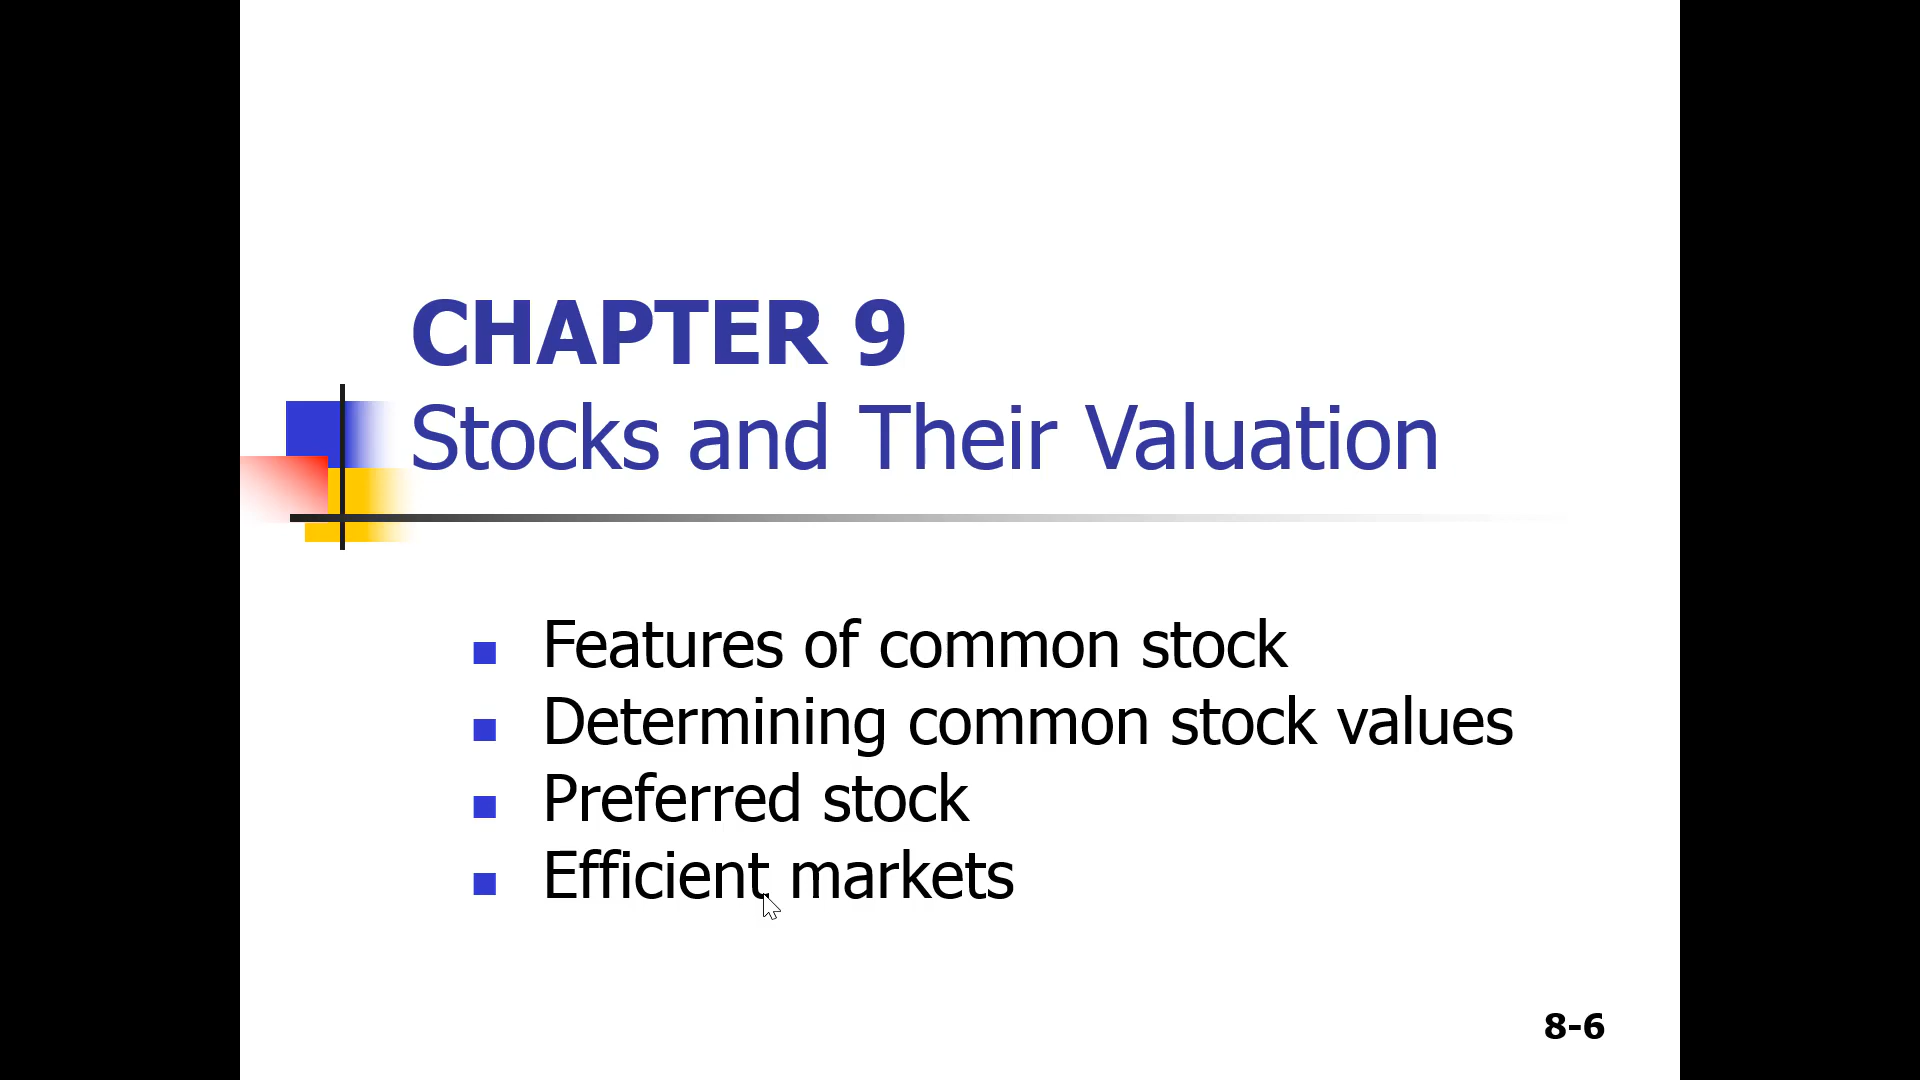 CHAPTER 9
Stocks and Their Valuation
Features of common stock
Determining common stock values
Preferred stock
Efficient markets
8-6